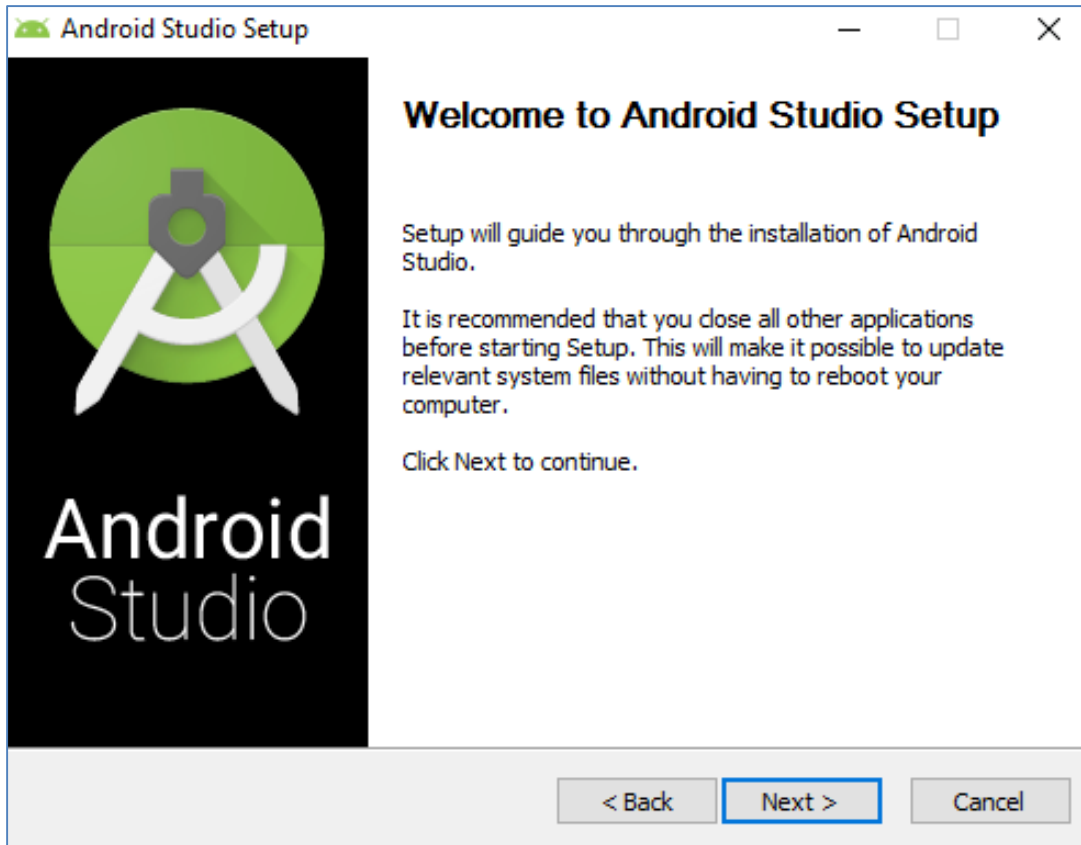 Android Studio Setup
Welcome to Android Studio Setup
Setup will guide you through the installation of Android
Studio.
It is recommended that you close all other applications
before starting Setup. This will make it possible to update
relevant system files without having to reboot your
computer.
Click Next to continue.
Android
Studio
< Back
Next >
Cancel